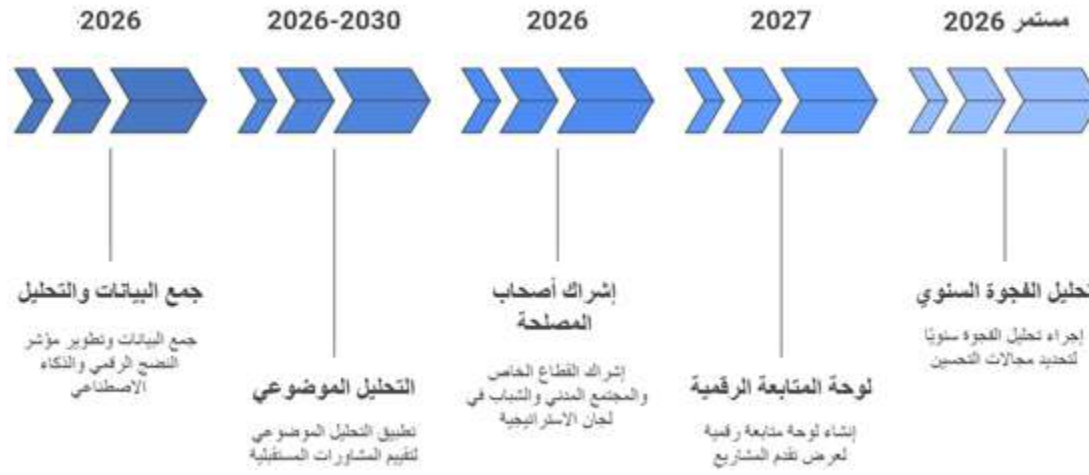 2026
جمع البيانات والتحليل
جمع البيانات وتطوير مؤشر
النضج الرقمي والذكاء
الاصطناعي
2026-2030
التحليل الموضوعي
تطبيق التحليل الموضوعي
لتقييم المشاورات المستقبلية
2026
إشراك أصحاب
المصلحة
إشراك القطاع الخاص
والمجتمع المدني والشباب في
لجان الاستراتيجية
2027
لوحة المتابعة الرقمية
إنشاء لوحة متابعة رقمية
لعرض تقدم المشاريع
مستمر 2026
تحليل الفجوة السنوي
إجراء تحليل الفجوة سنويًا
لتحديد مجالات التحسين